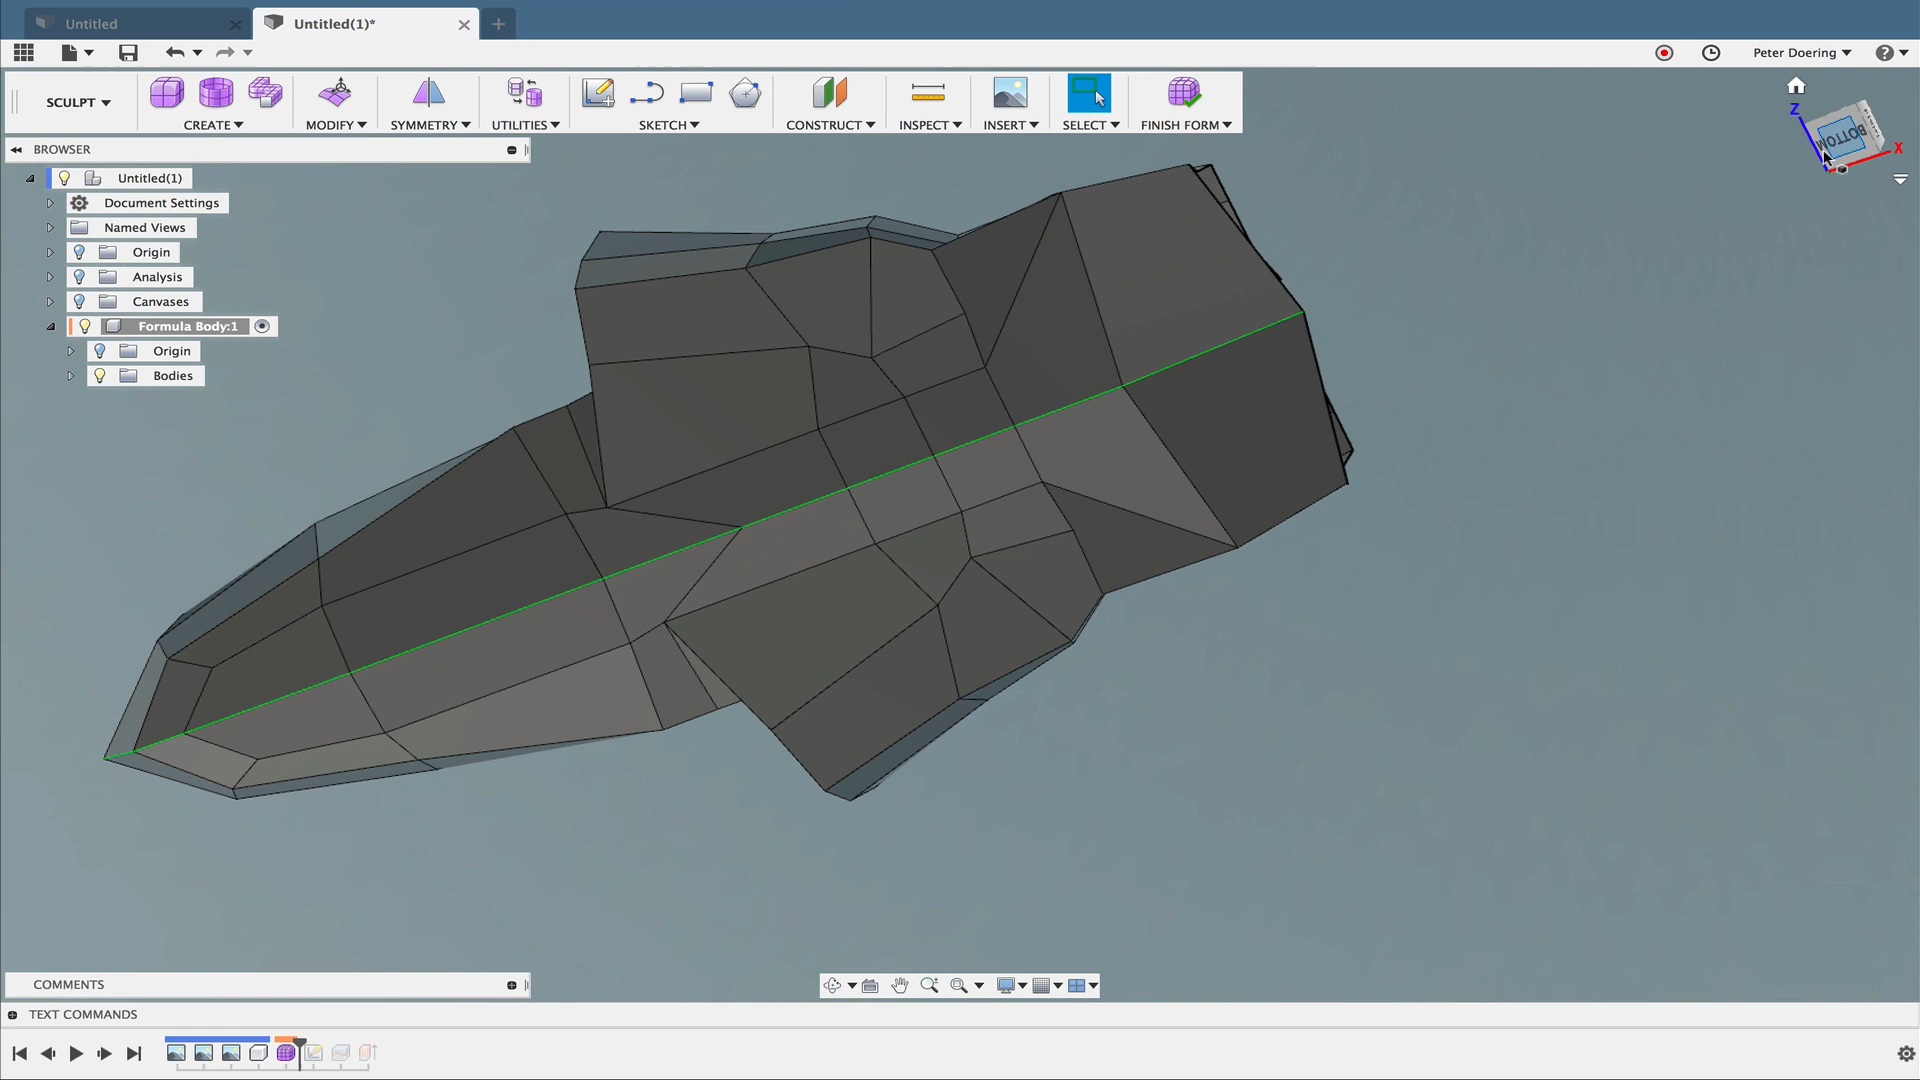 Untitled
Untitled(1)*
Peter Doering
SCULPT
CREATE
MODIFY
SYMMETRY
UTILITIES
SKETCH
CONSTRUCT
INSPECT
INSERT
SELECT
FINISH FORM
Z
BOTTOM
X
BROWSER
Untitled(1)
Document Settings
Named Views
Origin
Analysis
Canvases
Formula Body:1
Origin
Bodies
COMMENTS
TEXT COMMANDS